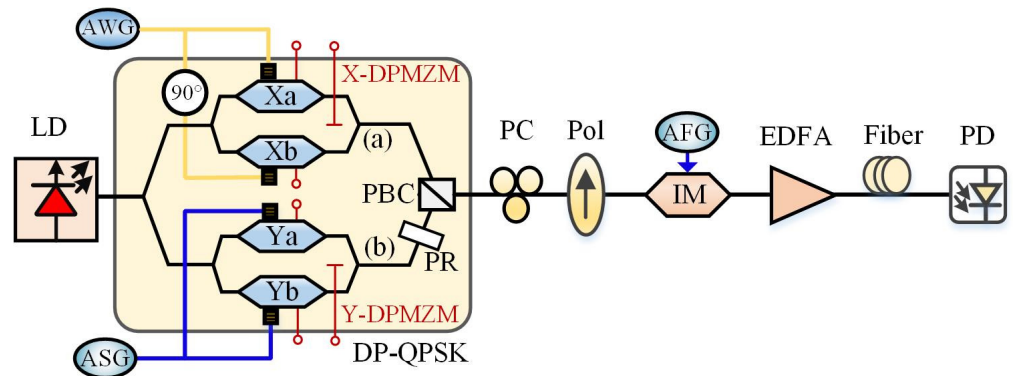 AWG
X-DPMZM
90°
Xa
LD
(a)
Xb
PC
Pol
AFG
EDFA
Fiber
PD
PBC
IM
Ya
(b)
PR
Yb
Y-DPMZM
ASG
DP-QPSK